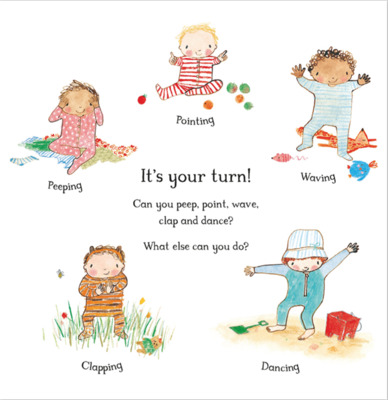 Pointing
Peeping
Waving
It's your turn!
Can you peep, point, wave,
clap and dance?
What else can you do?
Clapping
Dancing